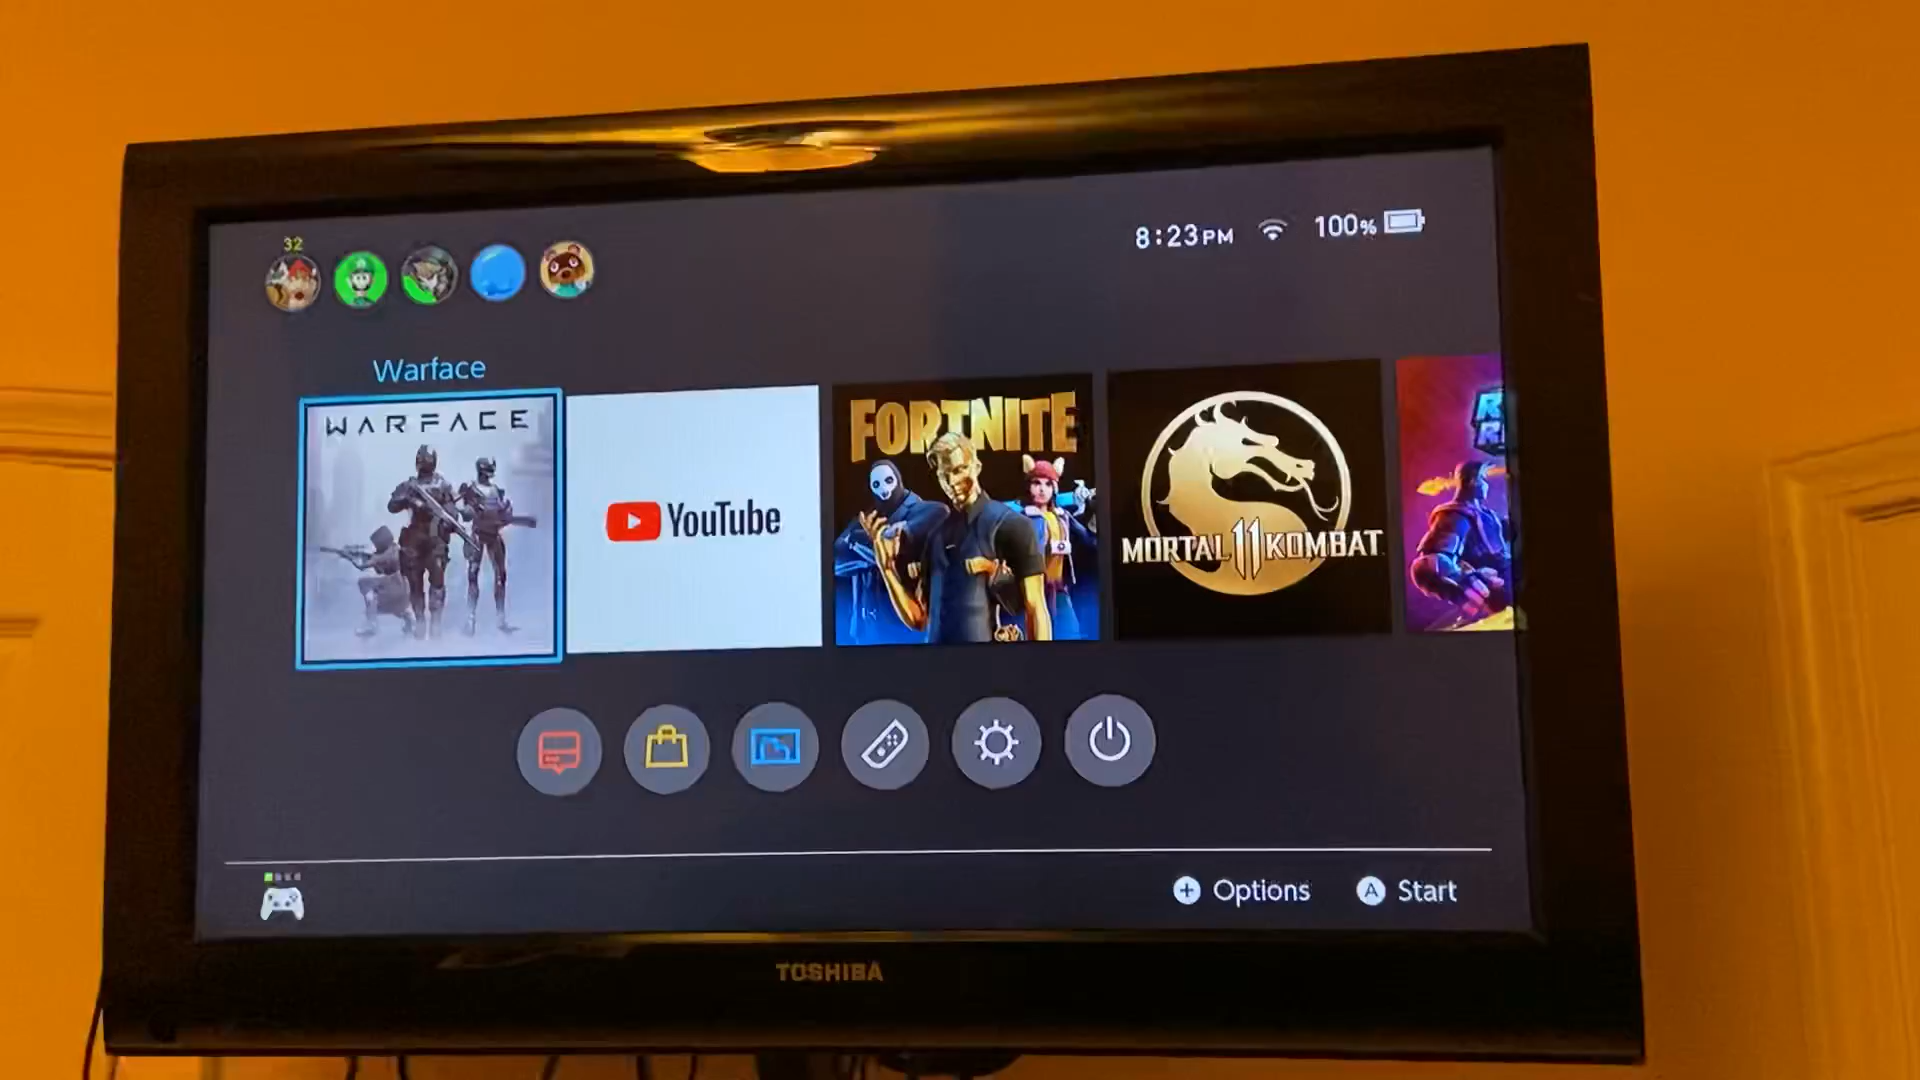 32
8:23PM
100%
Warface
WARFACE
YouTube
FORTNITE
MORTAL 11 KOMBAT
Options
A Start
TOSHIBA